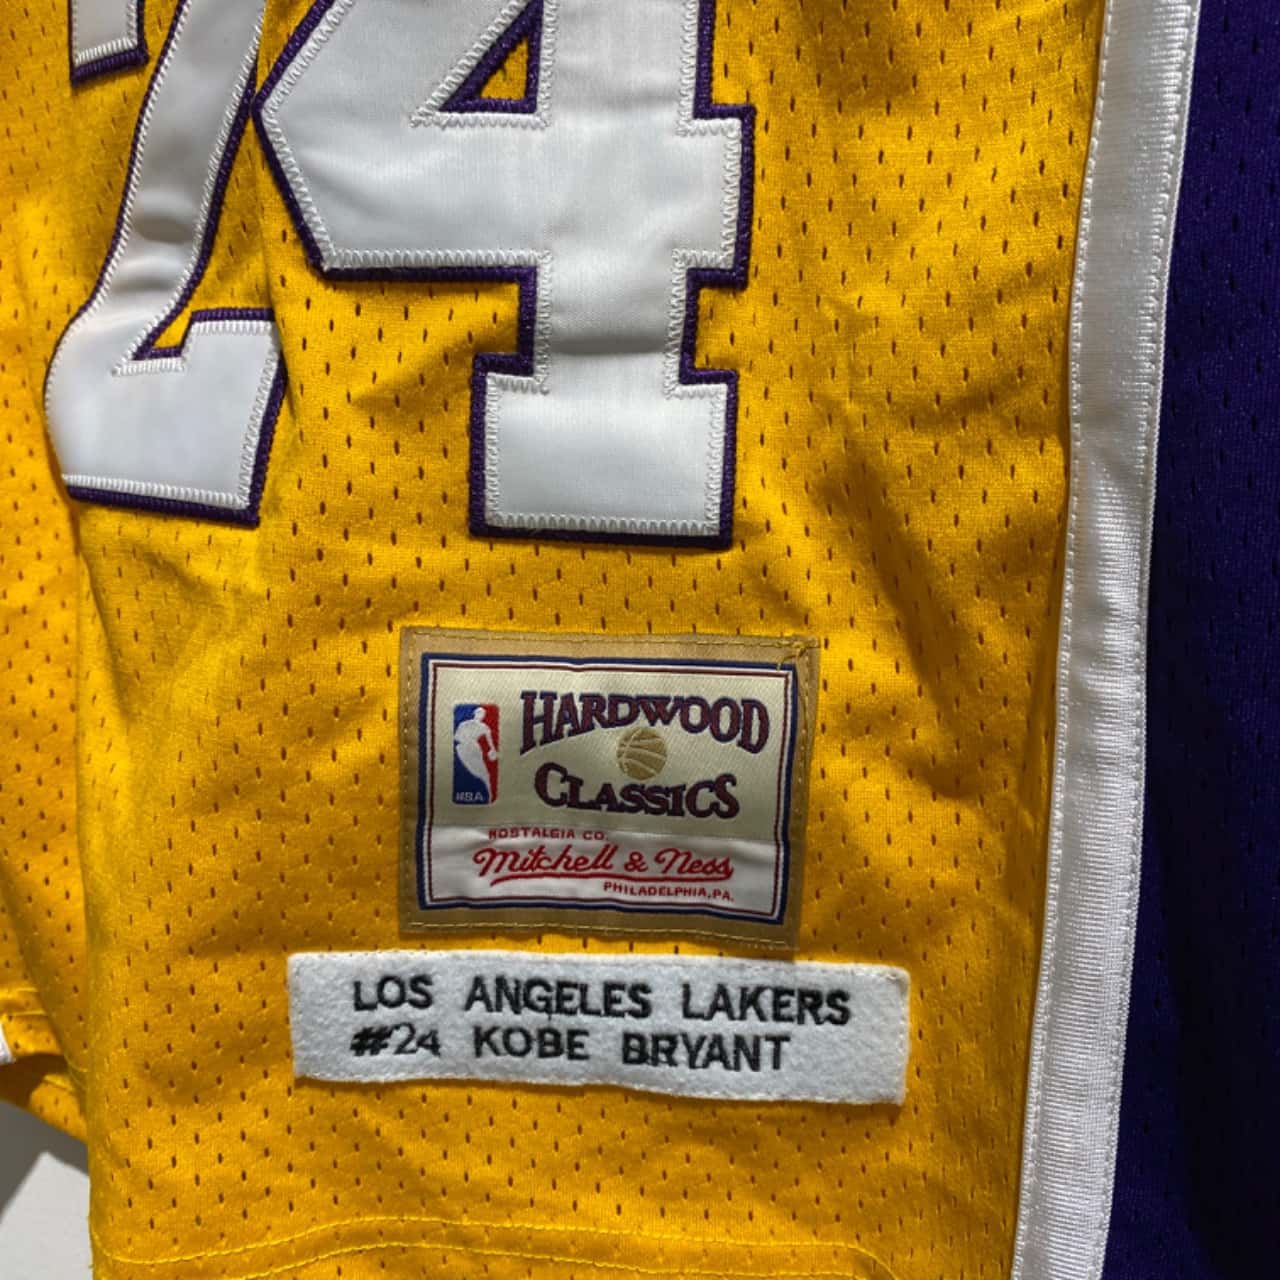 24
NBA
HARDWOOD
CLASSICS
NOSTALGIA CO.
Mitchell & Ness
PHILADELPHIA, PA.
LOS ANGELES LAKERS
#24 KOBE BRYANT